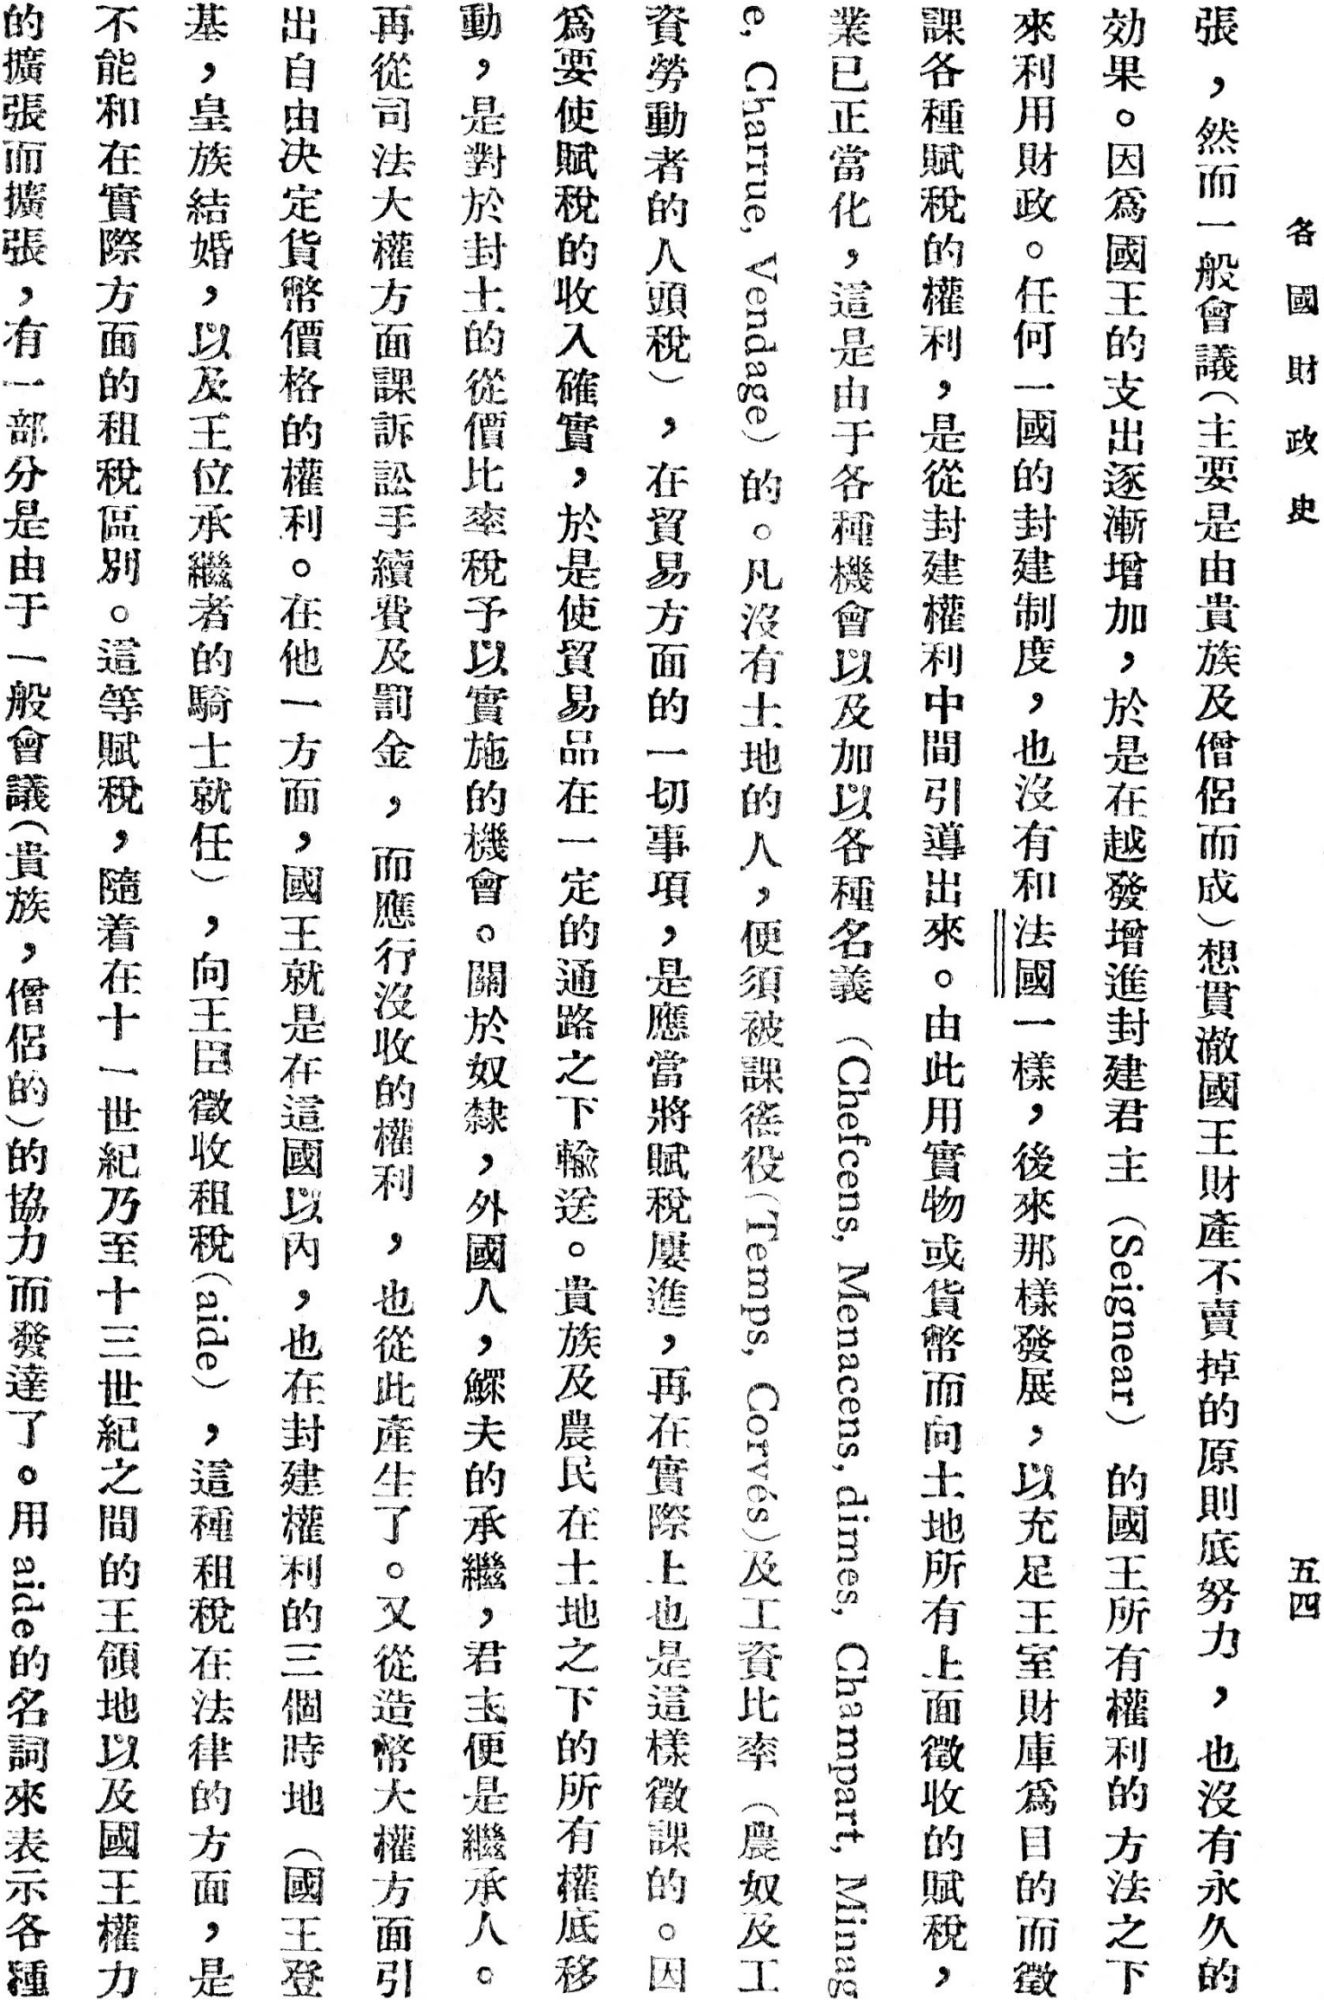 各國財政史
五四
張，然而一般會議(主要是由貴族及僧侶而成)想貫澈國王財產不賣掉的原則底努力，也沒有永久的
効果。因爲國王的支出逐漸增加，於是在越發增進封建君主 (Seignear) 的國王所有權利的方法之下
來利用財政。任何一國的封建制度，也沒有和法國一樣，後來那樣發展，以充足王室財庫爲目的而徵
課各種賦稅的權利，是從封建權利中間引導出來。由此用實物或貨幣而向土地所有上面徵收的賦稅，
業已正當化，這是由于各種機會以及加以各種名義 (Chefcens, Menacens, dimes, Champart, Minag
e, Charrue, Vendage) 的。凡沒有土地的人，便須被課徭役(Temps, Corvés)及工資比率 (農奴及工
資勞動者的人頭稅) ，在貿易方面的一切事項，是應當將賦稅屢進，再在實際上也是這樣徵課的。因
爲要使賦稅的收入確實，於是使貿易品在一定的通路之下輸送。貴族及農民在土地之下的所有權底移
動，是對於封土的從價比率稅予以實施的機會。關於奴隸，外國人，鰥夫的承繼，君主便是繼承人。
再從司法大權方面課訴訟手續費及罰金，而應行沒收的權利，也從此產生了。又從造幣大權方面引
出自由決定貨幣價格的權利。在他一方面，國王就是在這國以內，也在封建權利的三個時地 (國王登
基，皇族結婚，以及王位承繼者的騎士就任) ，向王臣徵收租稅(aide) ，這種租稅在法律的方面，是
不能和在實際方面的租稅區別。這等賦稅，隨着在十一世紀乃至十三世紀之間的王領地以及國王權力
的擴張而擴張，有一部分是由于一般會議(貴族，僧侶的)的協力而發達了。用aide的名詞來表示各種